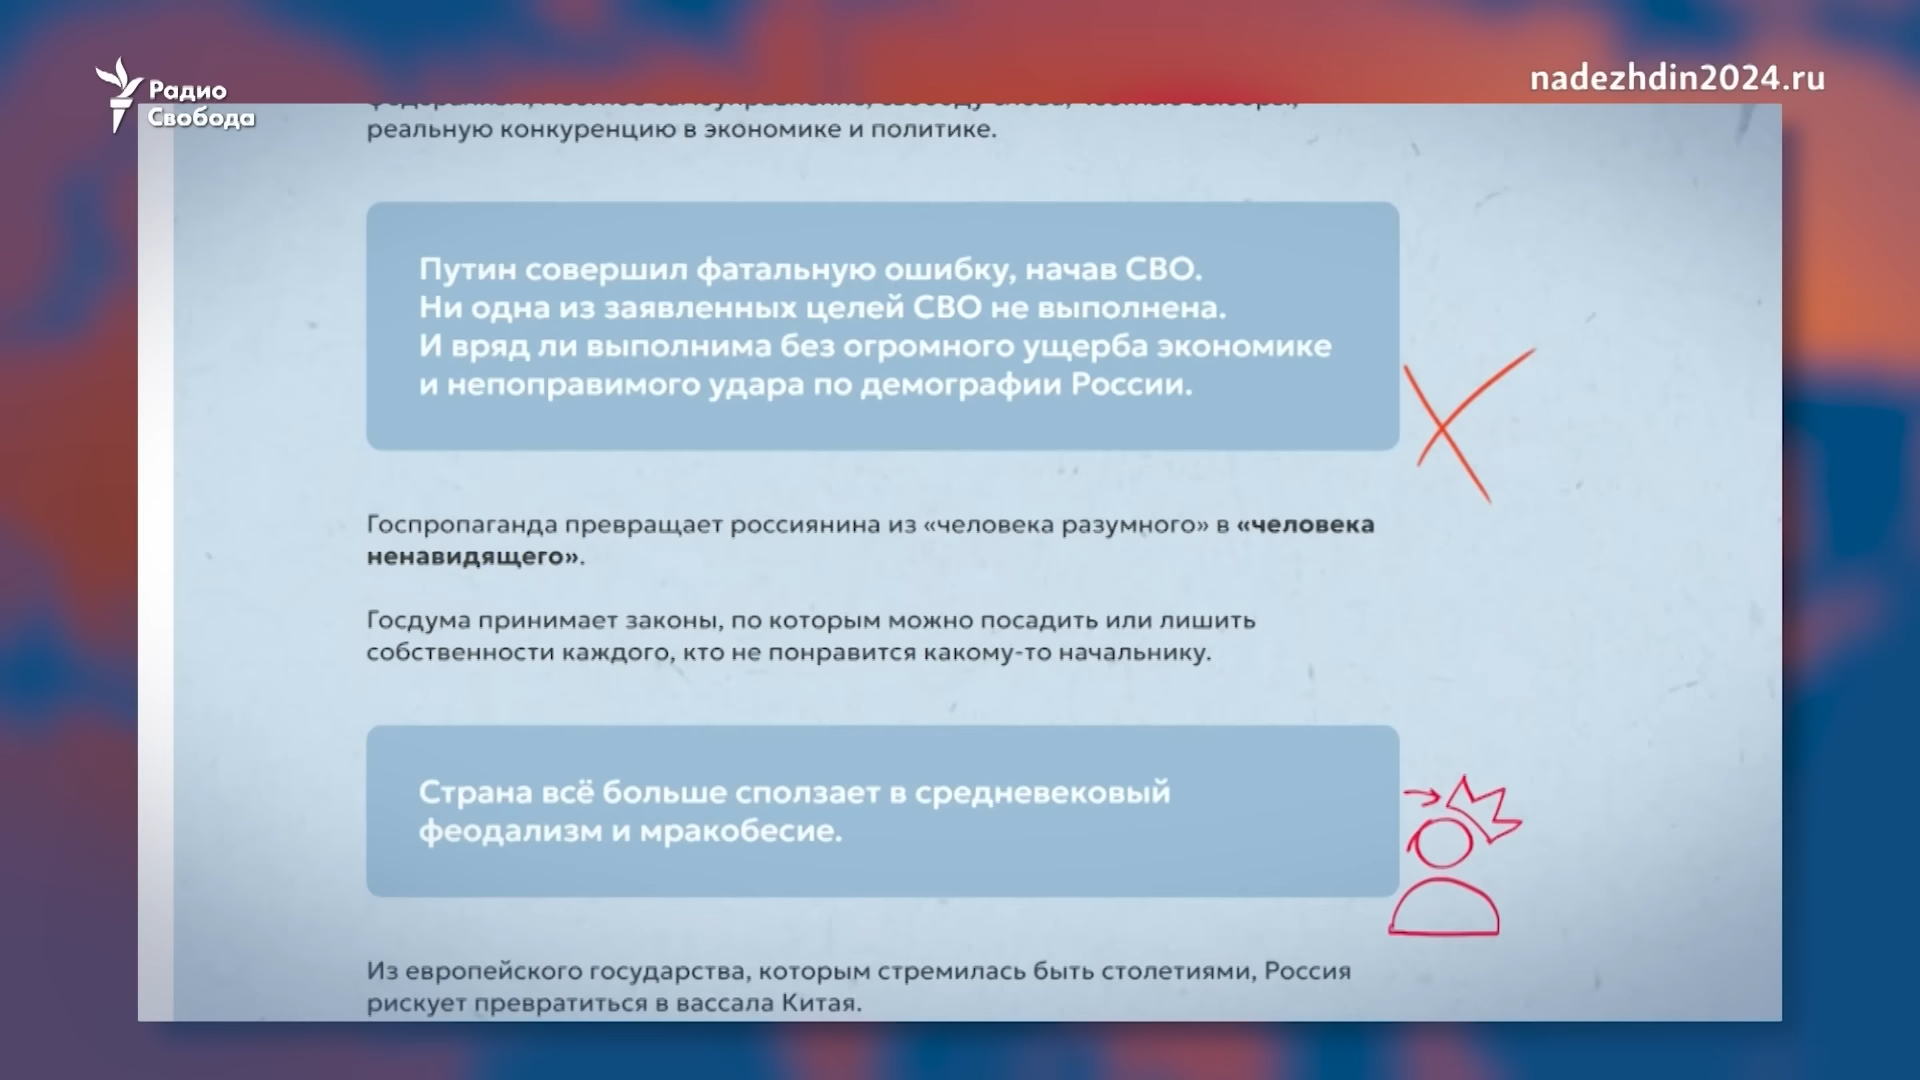 Радио
Свобода
nadezhdin2024.ru
реальную конкуренцию в экономике и политике.
Путин совершил фатальную ошибку, начав СВО.
Ни одна из заявленных целей СВО не выполнена.
И вряд ли выполнима без огромного ущерба экономике
и непоправимого удара по демографии России.
Госпропаганда превращает россиянина из «человека разумного» в «человека
ненавидящего».
Госдума принимает законы, по которым можно посадить или лишить
собственности каждого, кто не понравится какому-то начальнику.
Страна всё больше сползает в средневековый
феодализм и мракобесие.
Из европейского государства, которым стремилась быть столетиями, Россия
рискует превратиться в вассала Китая.